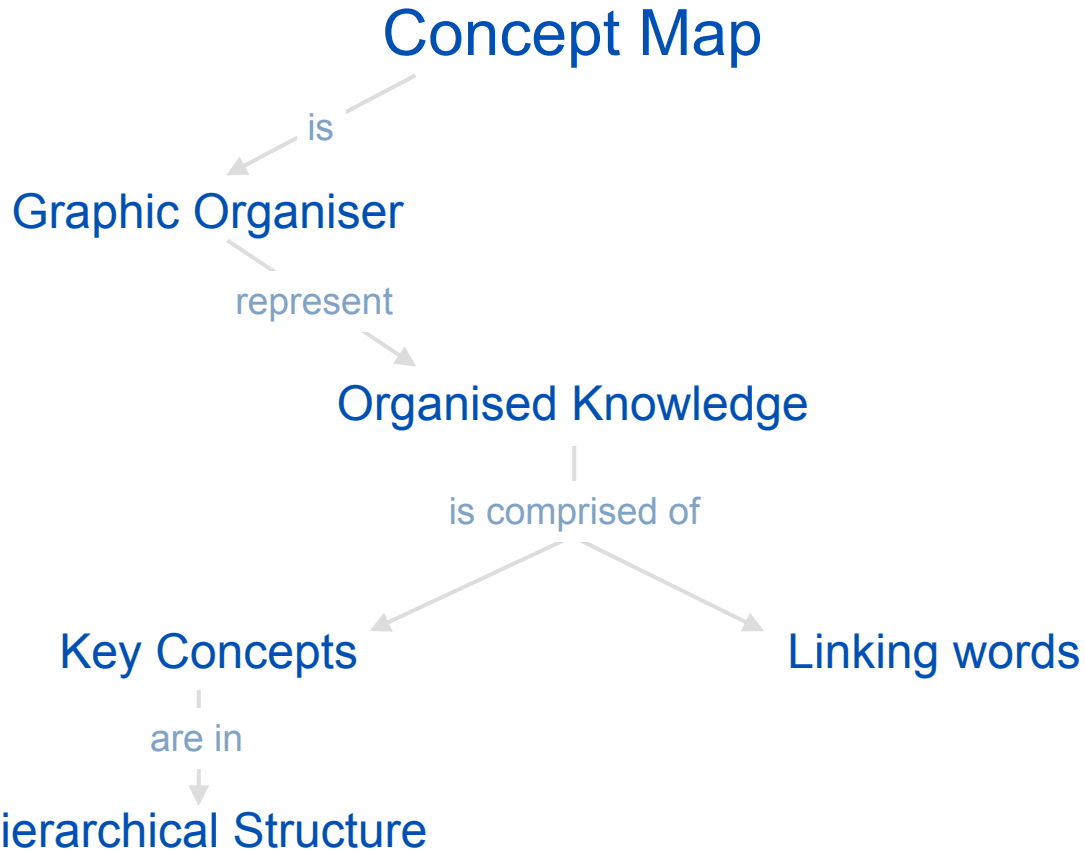 Concept Map
is
Graphic Organiser
represent
Organised Knowledge
is comprised of
Key Concepts
Linking words
are in
ierarchical Structure